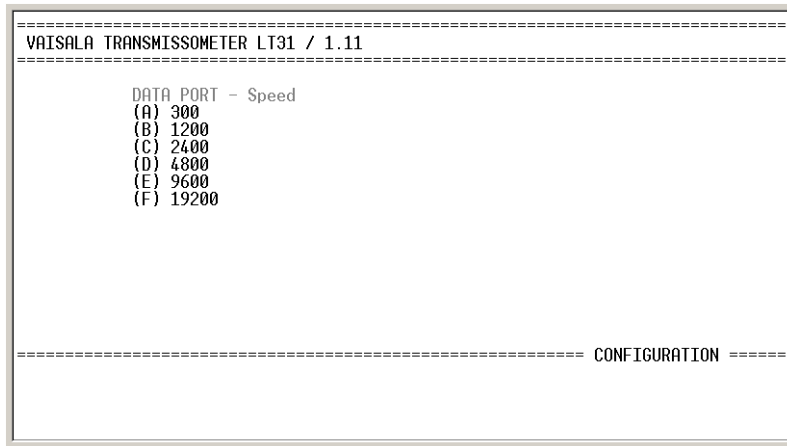 ================================================================================
VAISALA TRANSMISSOMETER LT31 / 1.11
================================================================================
DATA PORT - Speed
(A) 300
(B) 1200
(C) 2400
(D) 4800
(E) 9600
(F) 19200
=========================================================== CONFIGURATION ======